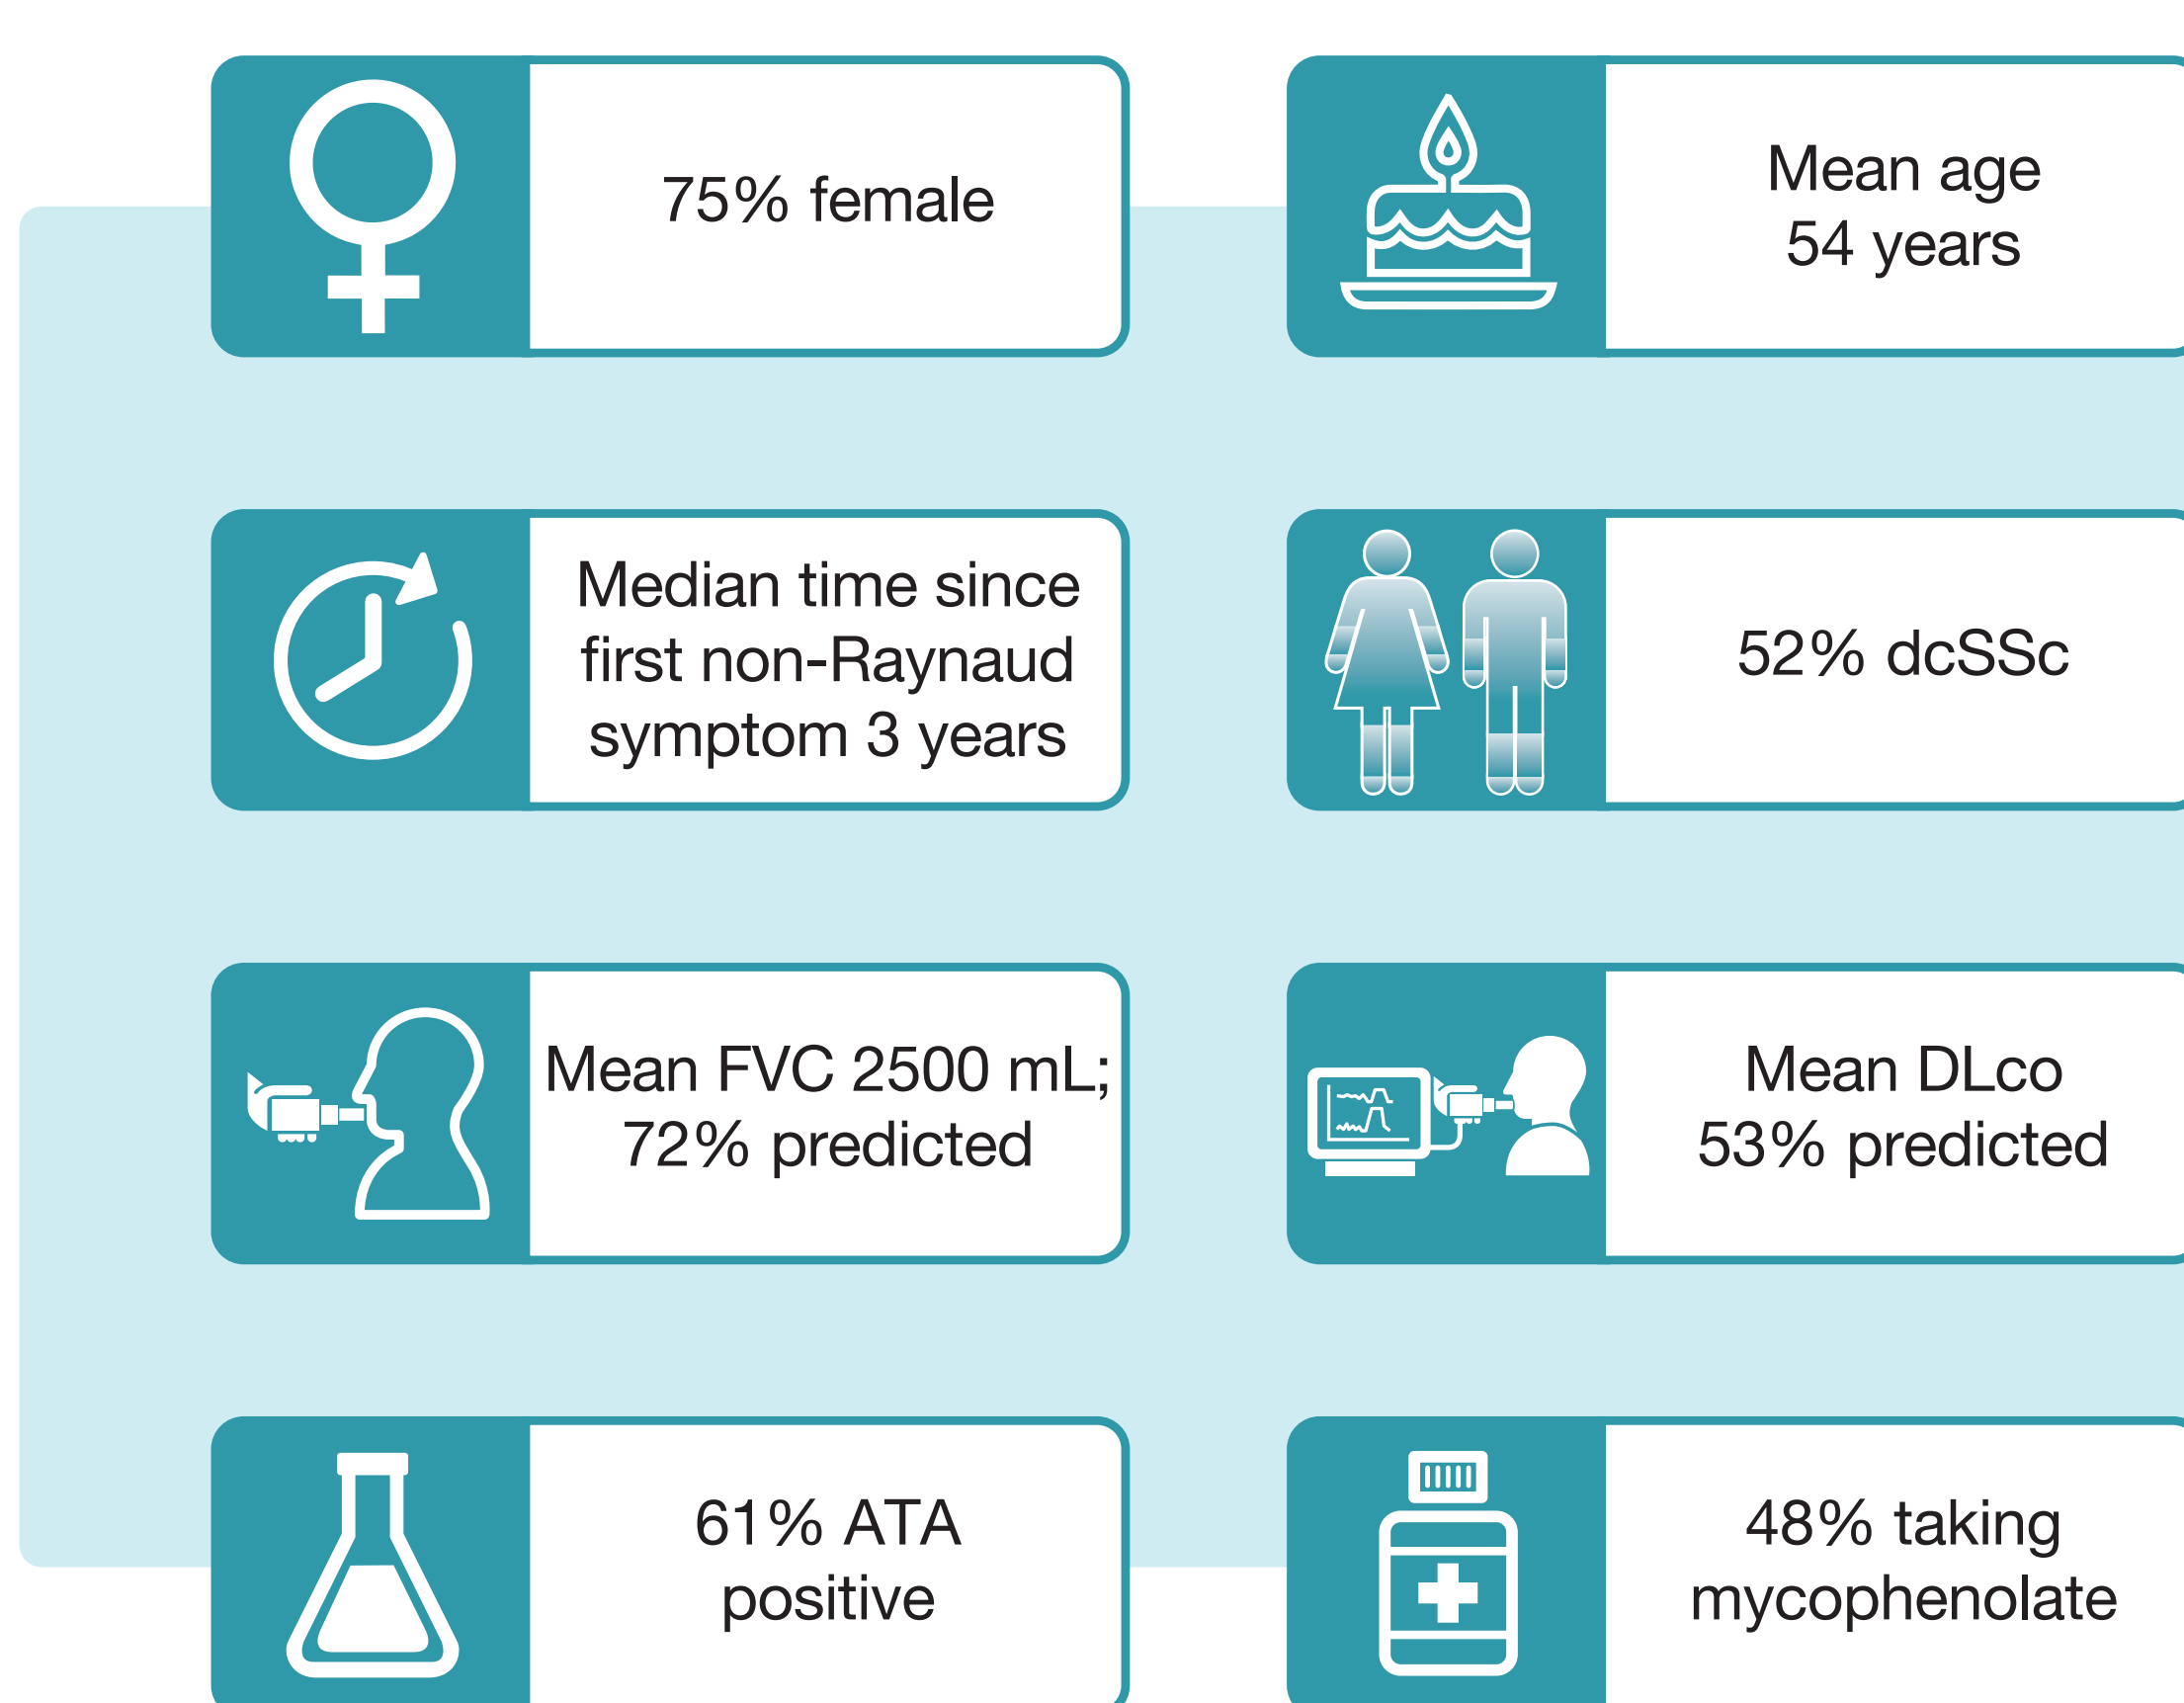 75% female
Mean age
54 years
Median time since
first non-Raynaud
symptom 3 years
52% dcSSc
Mean FVC 2500 mL;
72% predicted
Mean DLco
53% predicted
61% ATA
positive
48% taking
mycophenolate